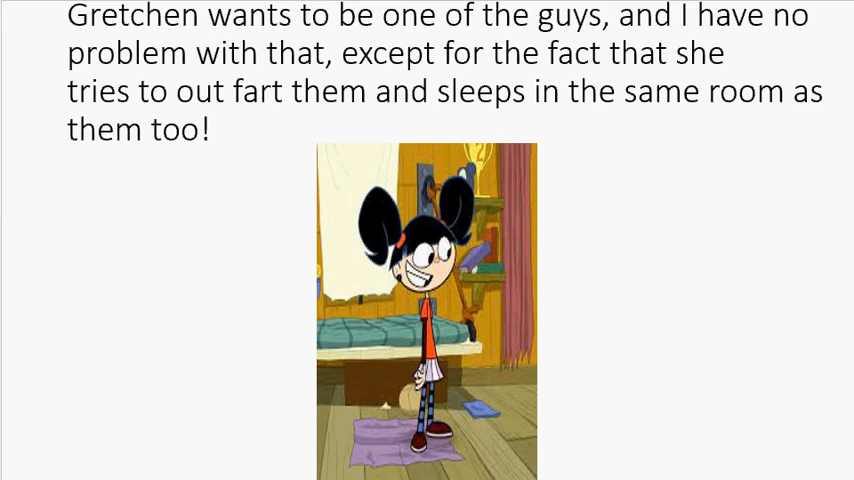 Gretchen wants to be one of the guys, and I have no
problem with that, except for the fact that she
tries to out fart them and sleeps in the same room as
them too!
2